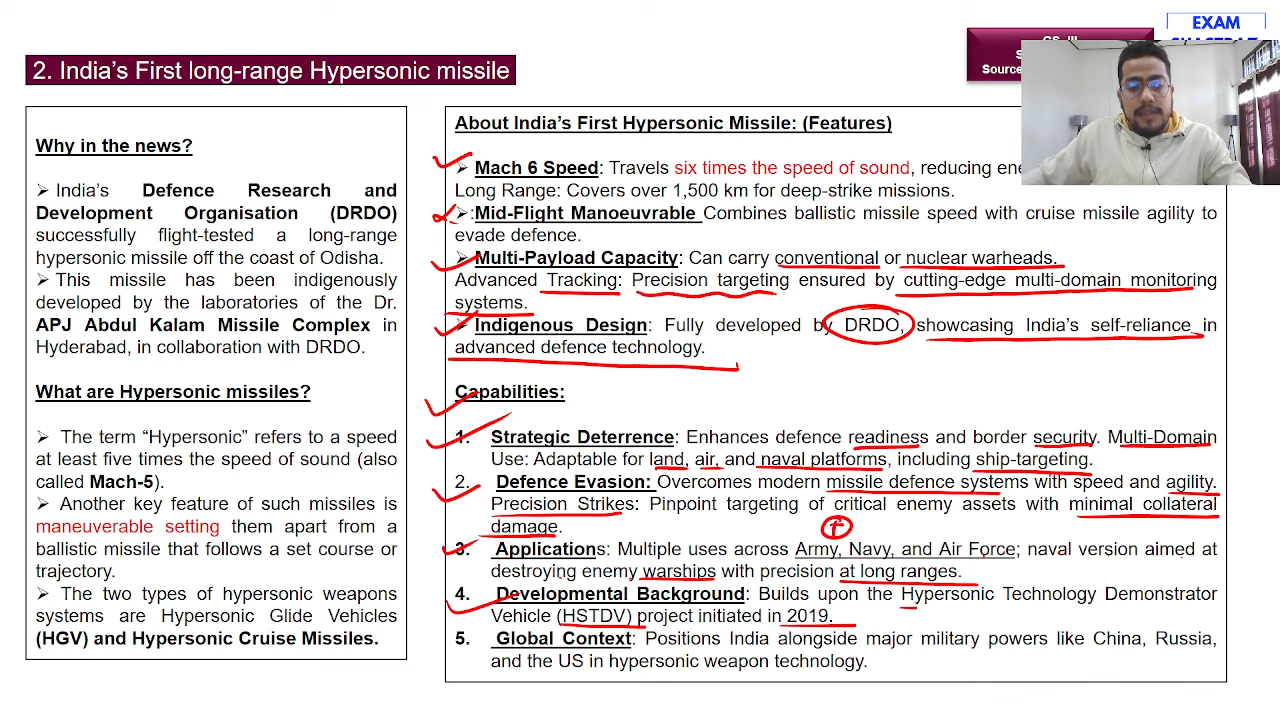 EXAM
GS- III
S
Source
2. India's First long-range Hypersonic missile
Why in the news?
➢ India's Defence Research and
Development Organisation (DRDO)
successfully flight-tested a long-range
hypersonic missile off the coast of Odisha.
➢ This missile has been indigenously
developed by the laboratories of the Dr.
APJ Abdul Kalam Missile Complex in
Hyderabad, in collaboration with DRDO.
What are Hypersonic missiles?
➢ The term “Hypersonic” refers to a speed
at least five times the speed of sound (also
called Mach-5).
➢ Another key feature of such missiles is
maneuverable setting them apart from a
ballistic missile that follows a set course or
trajectory.
➢ The two types of hypersonic weapons
systems are Hypersonic Glide Vehicles
(HGV) and Hypersonic Cruise Missiles.
About India's First Hypersonic Missile: (Features)
➢ Mach 6 Speed: Travels six times the speed of sound, reducing
Long Range: Covers over 1,500 km for deep-strike missions.
➢:Mid-Flight Manoeuvrable Combines ballistic missile speed with cruise missile agility to
evade defence.
➢ Multi-Payload Capacity: Can carry conventional or nuclear warheads.
Advanced Tracking: Precision targeting ensured by cutting-edge multi-domain monitoring
systems.
➢ Indigenous Design: Fully developed by DRDO, showcasing India's self-reliance in
advanced defence technology.
Capabilities:
1. Strategic Deterrence: Enhances defence readiness and border security. Multi-Domain
Use: Adaptable for land, air, and naval platforms, including ship-targeting.
2. Defence Evasion: Overcomes modern missile defence systems with speed and agility.
Precision Strikes: Pinpoint targeting of critical enemy assets with minimal collateral
damage.
3. Applications: Multiple uses across Army, Navy, and Air Force; naval version aimed at
destroying enemy warships with precision at long ranges.
4. Developmental Background: Builds upon the Hypersonic Technology Demonstrator
Vehicle (HSTDV) project initiated in 2019.
5. Global Context: Positions India alongside major military powers like China, Russia,
and the US in hypersonic weapon technology.